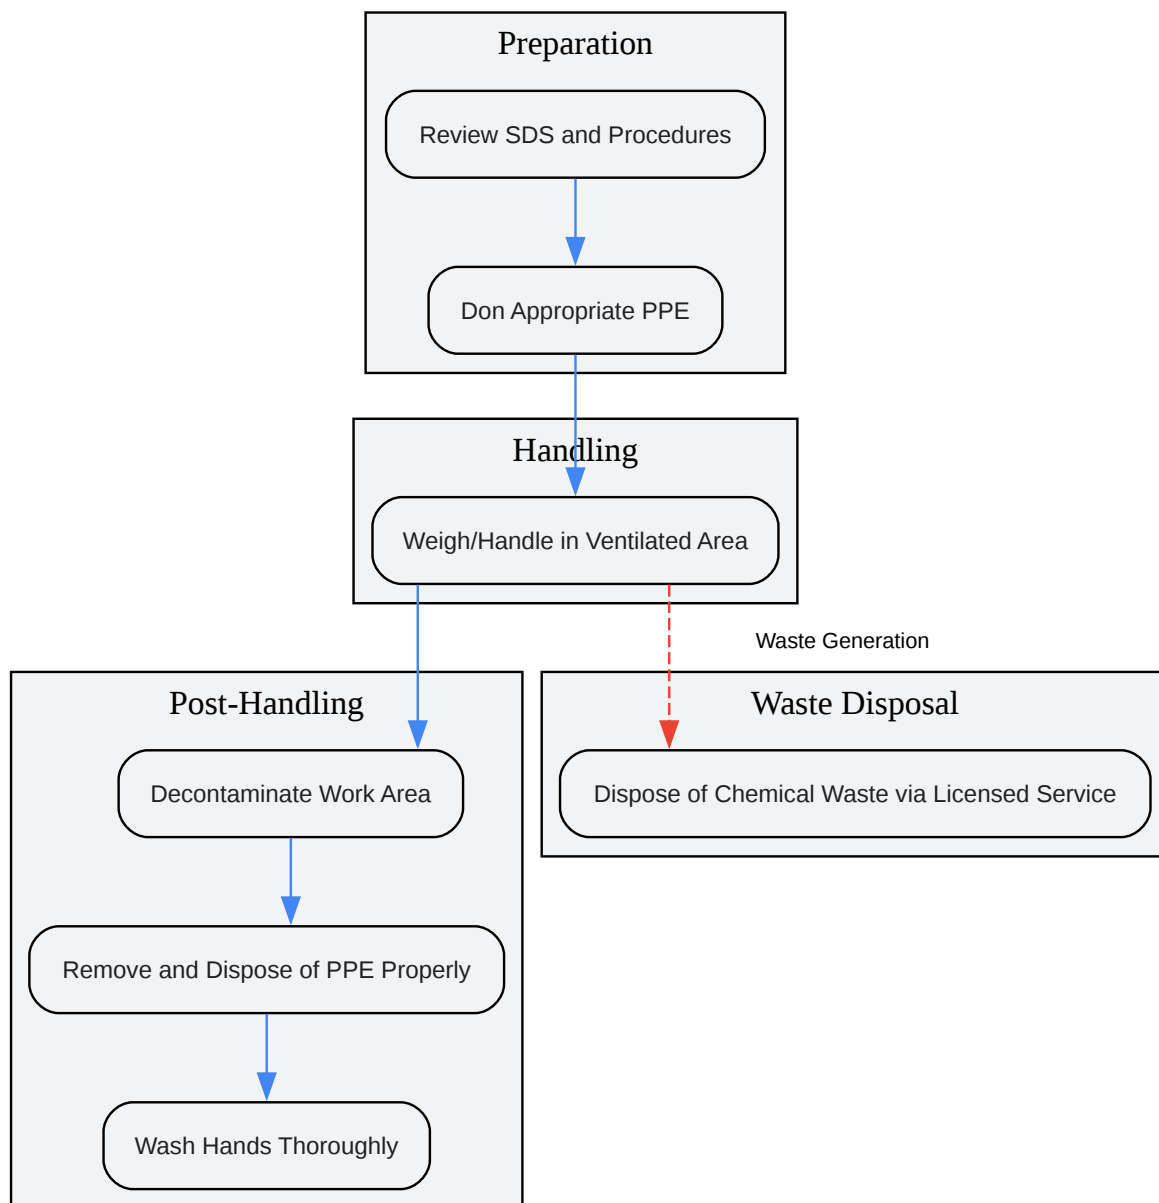 Preparation
Review SDS and Procedures
Don Appropriate PPE
Handling
Weigh/Handle in Ventilated Area
Waste Generation
Post-Handling
Decontaminate Work Area
Remove and Dispose of PPE Properly
Wash Hands Thoroughly
Waste Disposal
Dispose of Chemical Waste via Licensed Service